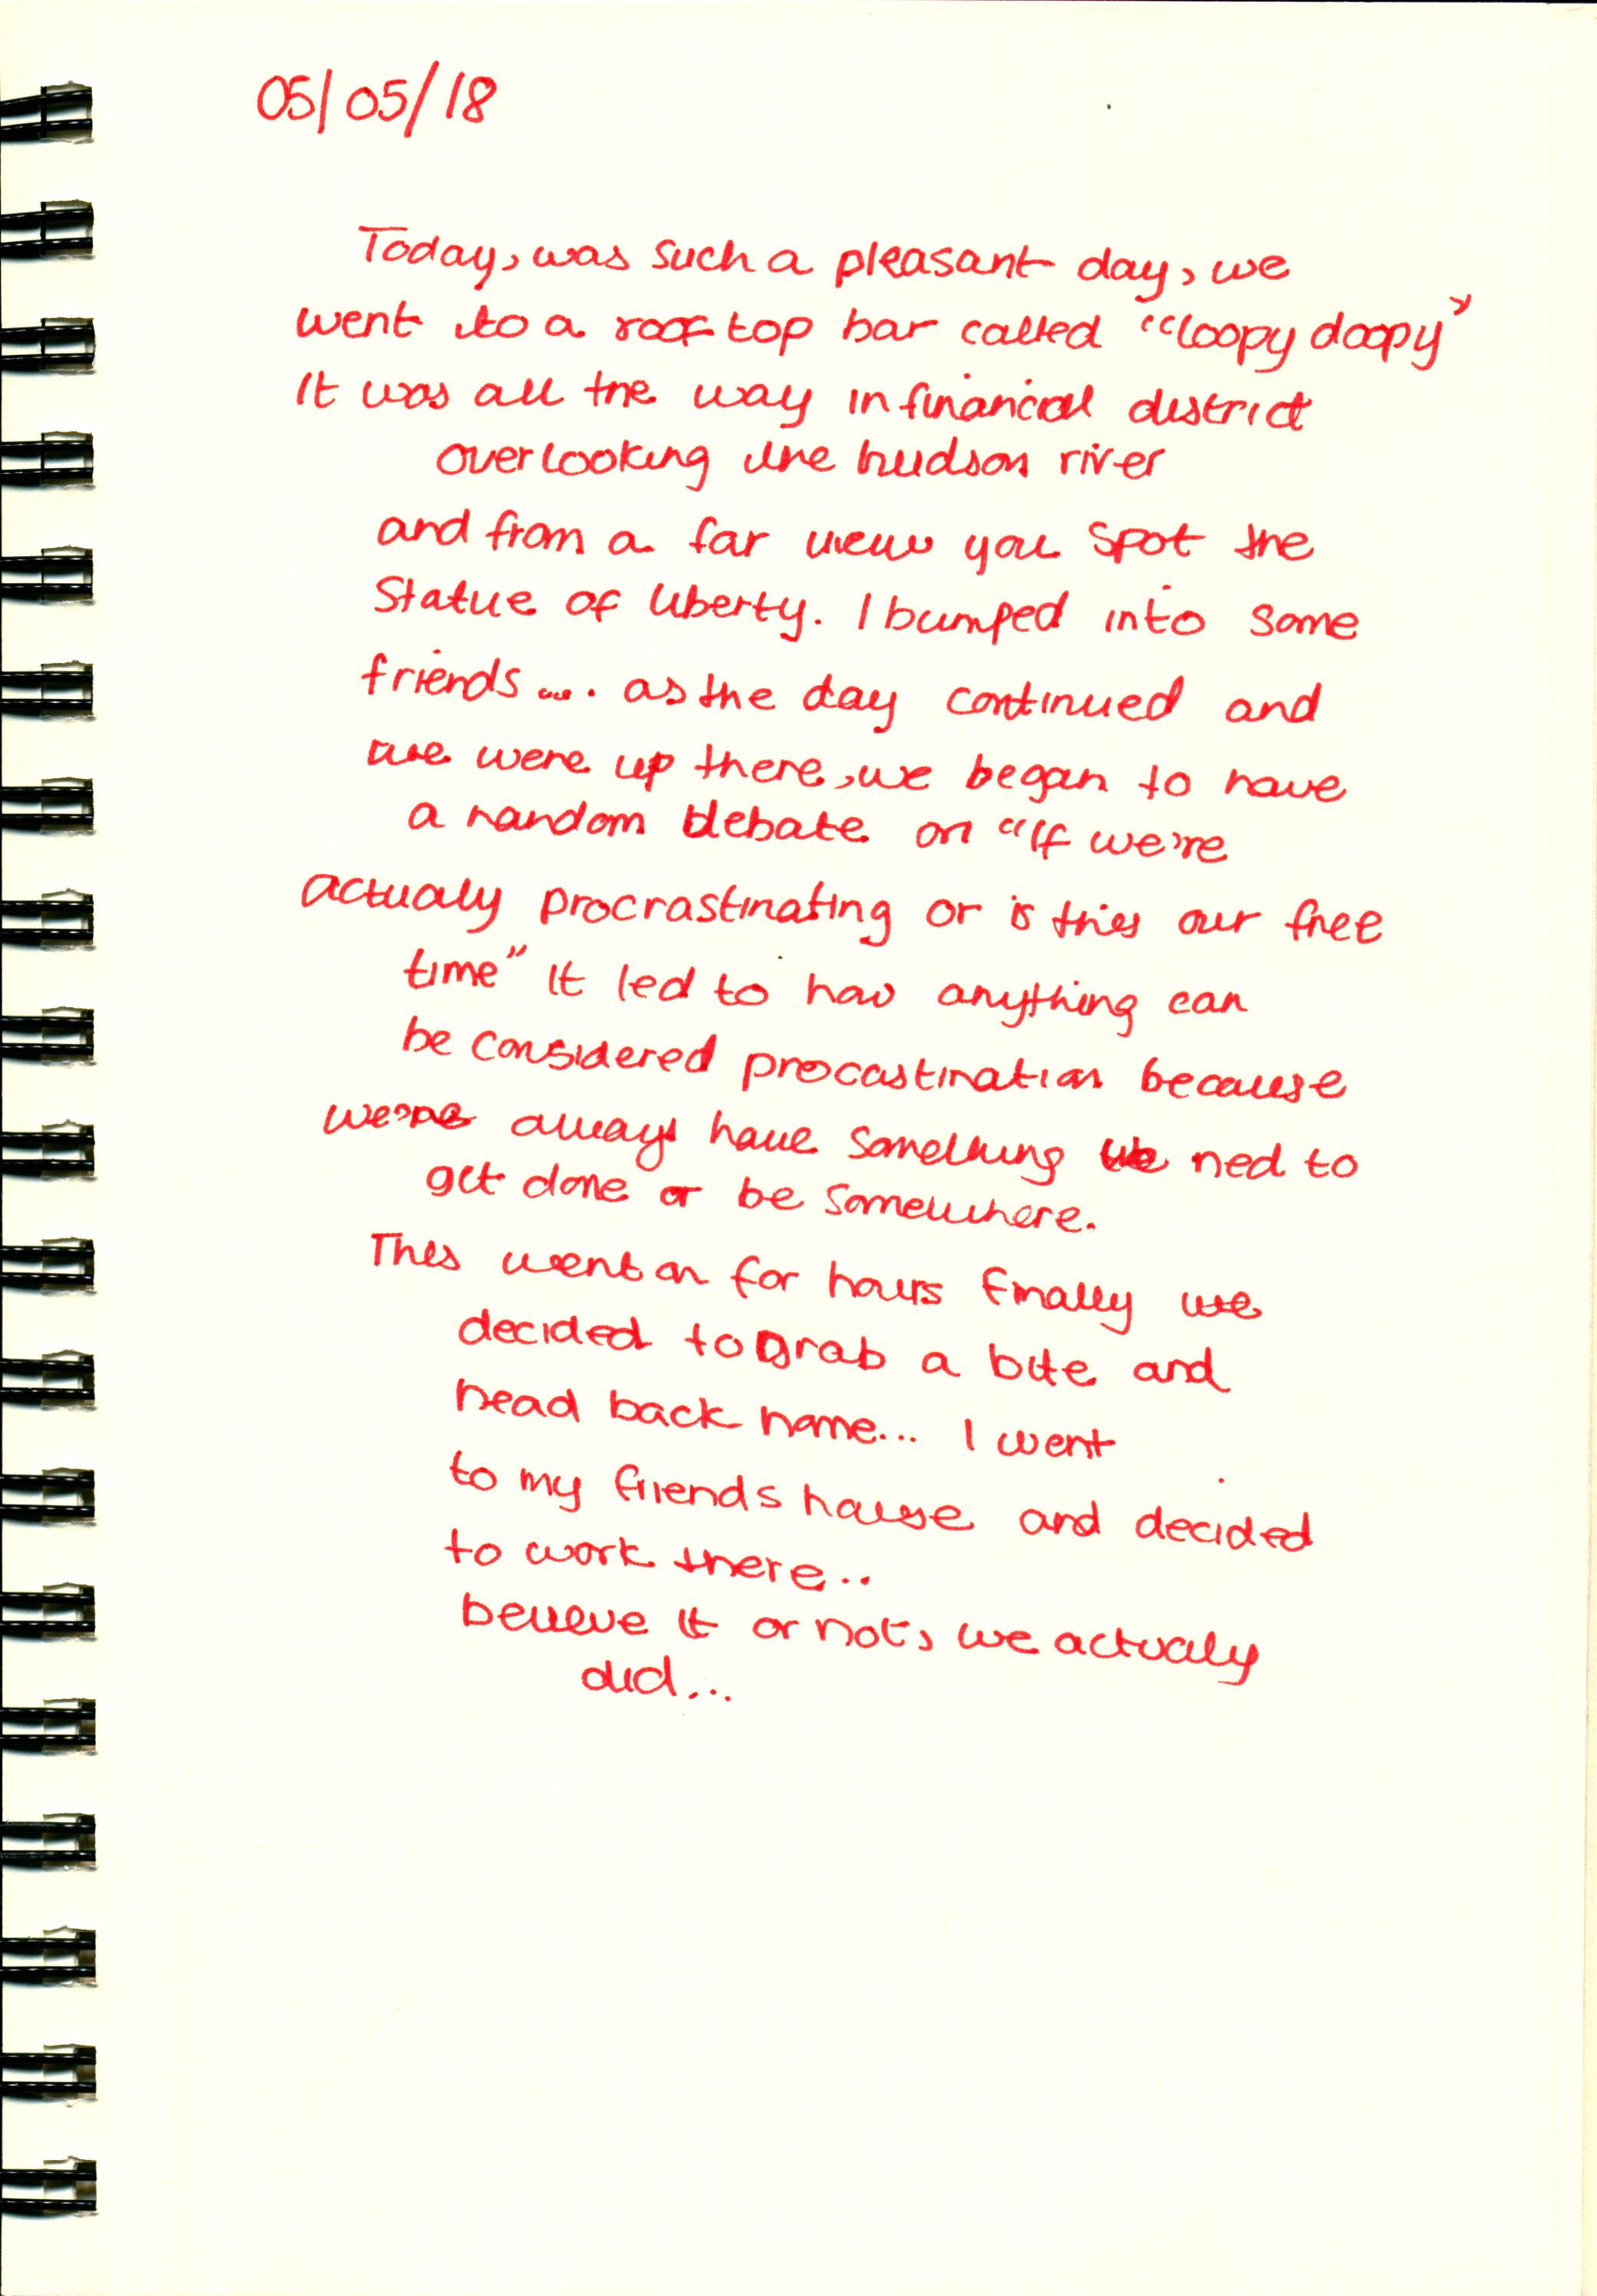 05/05/18
Today, was such a pleasant day, we
went to a roof top bar called "loopy doopy"
It was all the way in financial district
overlooking the hudson river
and from a far view you spot the
Statue of liberty. I bumped into some
friends.... as the day continued and
we were up there, we began to have
a random debate on "If we're
actualy procrastinating or is this our free
time" It led to how anything can
be considered procastination because
we're always have something we ned to
get done or be somewhere.
This went on for hours finally we
decided to grab a bite and
head back home... I went
to my friends house and decided
to work there..
believe it or not, we actualy
did...